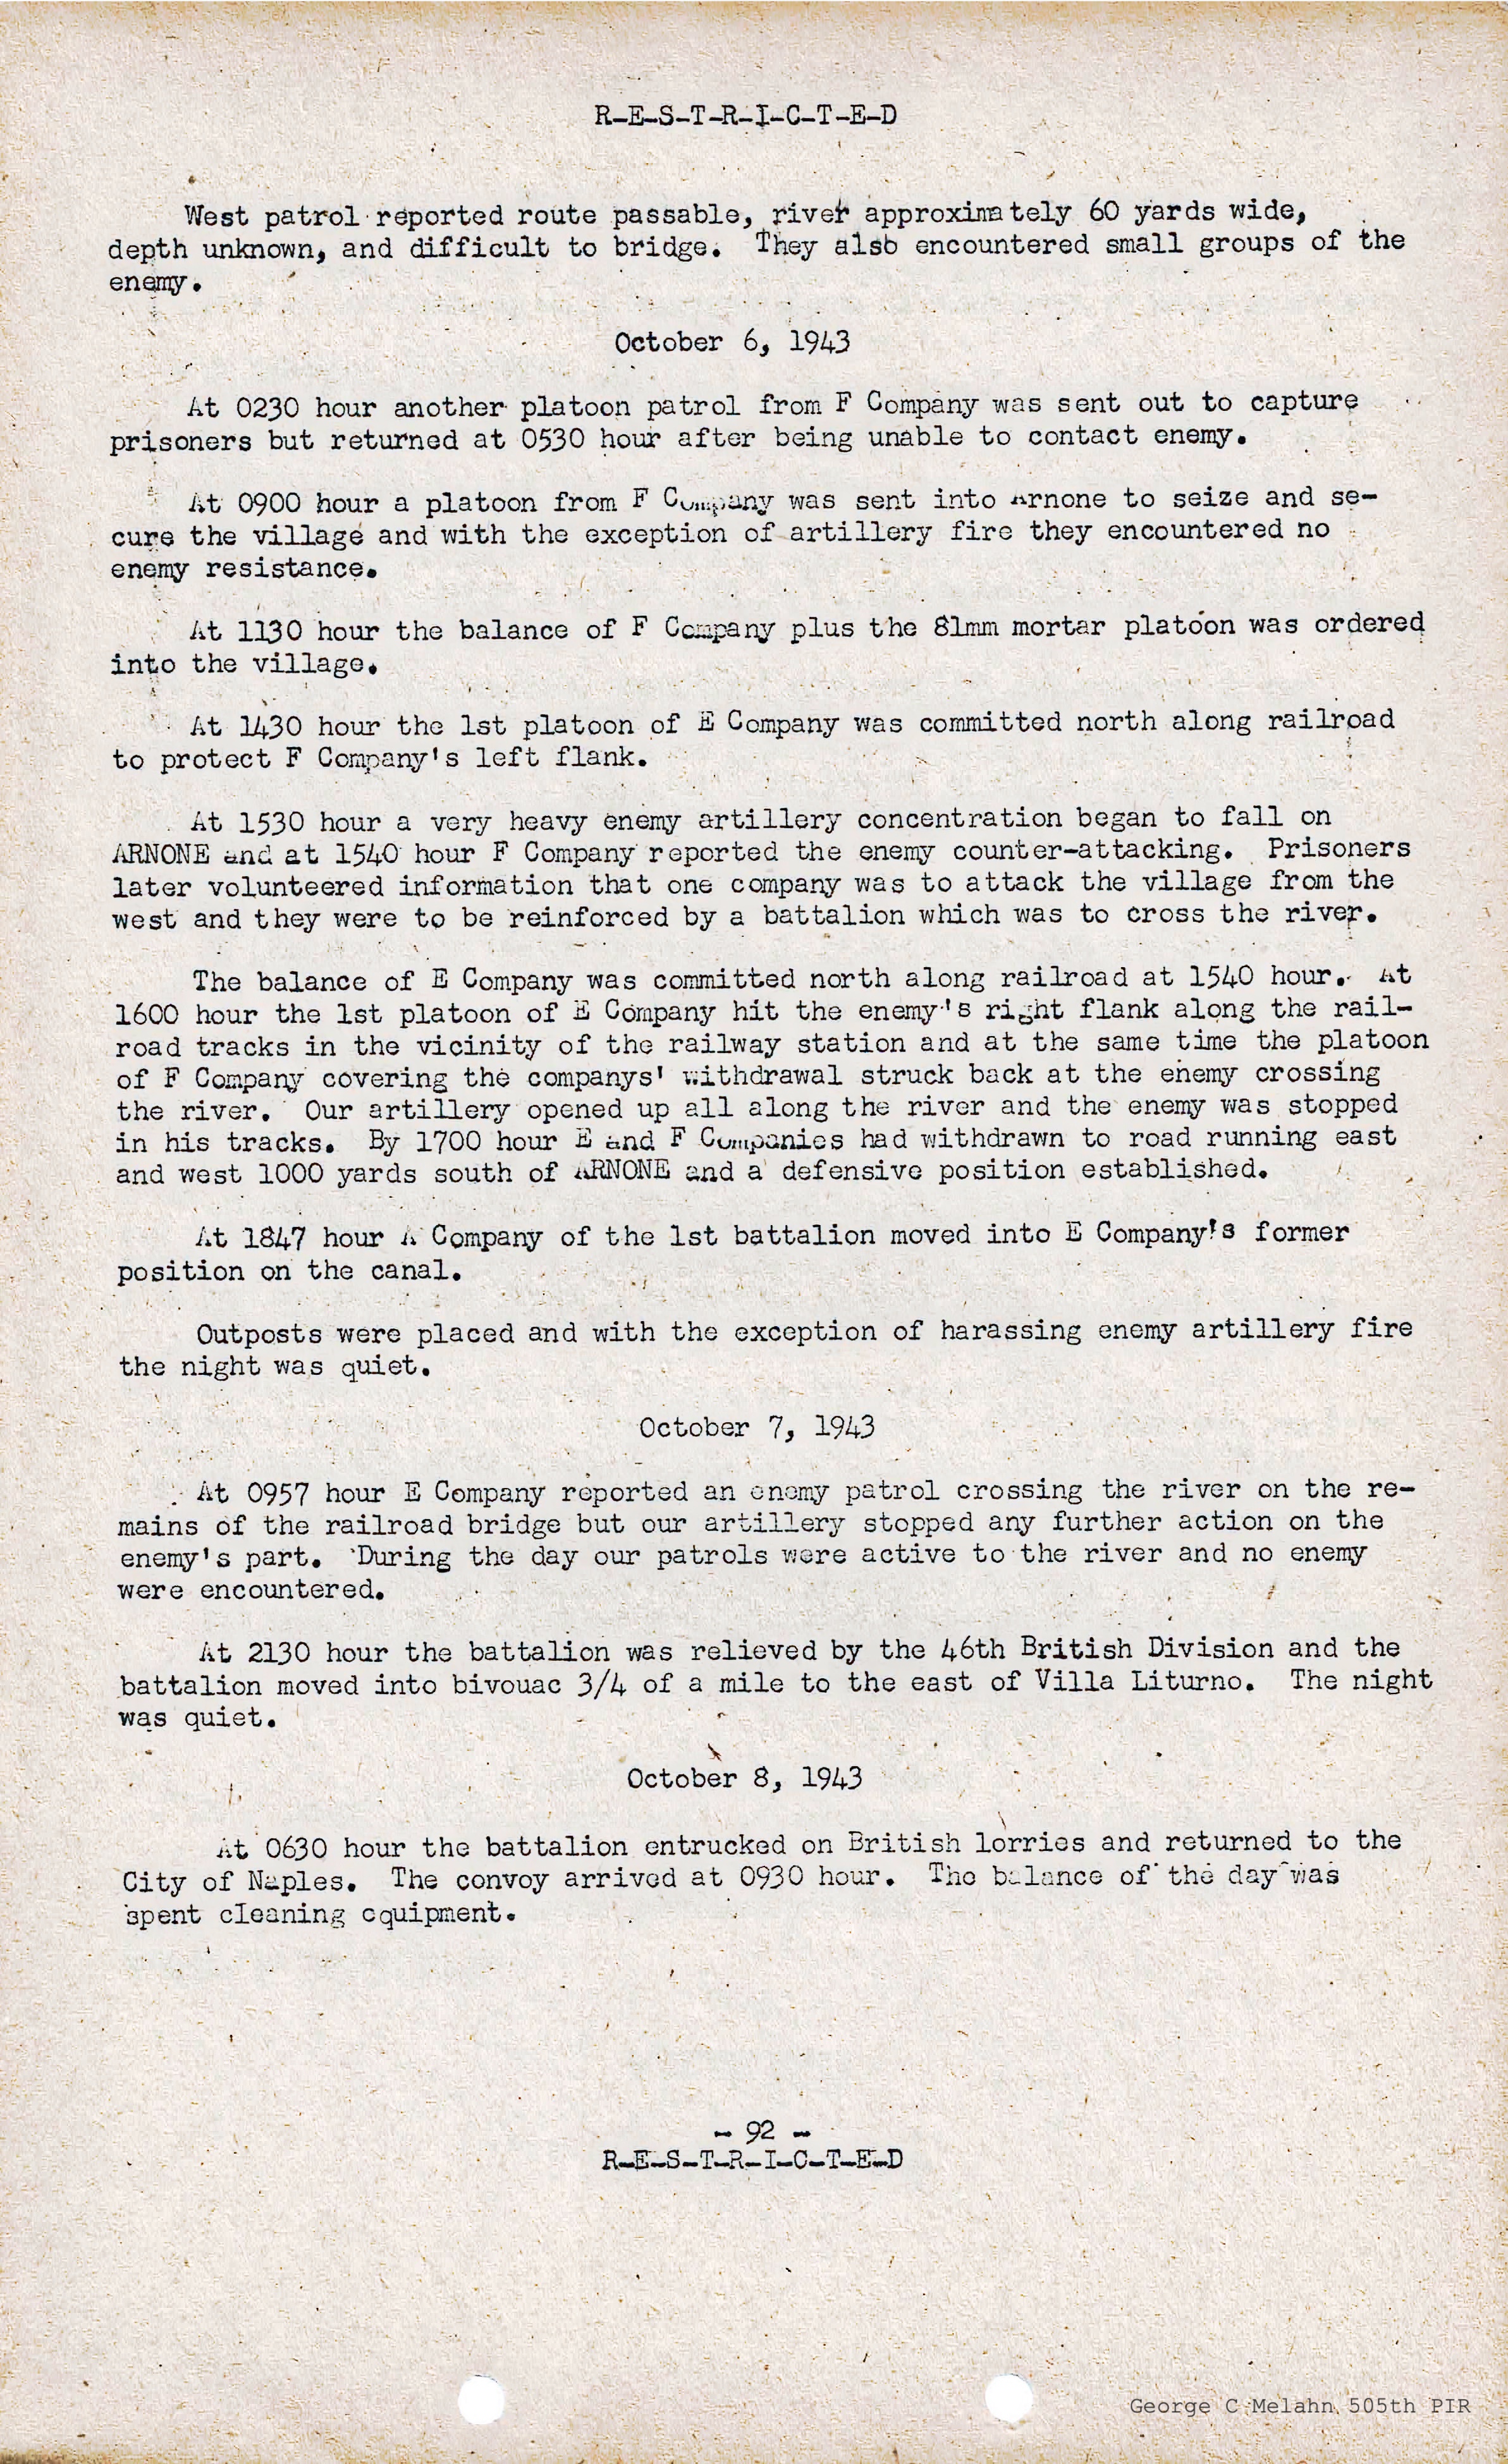 R-E-S-T-R-I-C-T-E-D
West patrol reported route passable, river approximately 60 yards wide,
depth unknown, and difficult to bridge. They also encountered small groups of the
enemy.
October 6, 1943
At 0230 hour another platoon patrol from F Company was sent out to capture
prisoners but returned at 0530 hour after being unable to contact enemy.
At 0900 hour a platoon from F Company was sent into Arnone to seize and se-
cure the village and with the exception of artillery fire they encountered no
enemy resistance.
At 1130 hour the balance of F Company plus the 81mm mortar platoon was ordered
into the village.
At 1430 hour the 1st platoon of E Company was committed north along railroad
to protect F Company's left flank.
At 1530 hour a very heavy enemy artillery concentration began to fall on
ARNONE and at 1540 hour F Company reported the enemy counter-attacking. Prisoners
later volunteered information that one company was to attack the village from the
west and they were to be reinforced by a battalion which was to cross the river.
The balance of E Company was committed north along railroad at 1540 hour. At
1600 hour the 1st platoon of E Company hit the enemy's right flank along the rail-
road tracks in the vicinity of the railway station and at the same time the platoon
of F Company covering the companys' withdrawal struck back at the enemy crossing
the river. Our artillery opened up all along the river and the enemy was stopped
in his tracks. By 1700 hour E and F Companies had withdrawn to road running east
and west 1000 yards south of ARNONE and a defensive position established.
At 1847 hour A Company of the 1st battalion moved into E Company's former
position on the canal.
Outposts were placed and with the exception of harassing enemy artillery fire
the night was quiet.
October 7, 1943
At 0957 hour E Company reported an enemy patrol crossing the river on the re-
mains of the railroad bridge but our artillery stopped any further action on the
enemy's part. During the day our patrols were active to the river and no enemy
were encountered.
At 2130 hour the battalion was relieved by the 46th British Division and the
battalion moved into bivouac 3/4 of a mile to the east of Villa Liturno. The night
was quiet.
October 8, 1943
At 0630 hour the battalion entrucked on British lorries and returned to the
City of Naples. The convoy arrived at 0930 hour. The balance of the day was
spent cleaning equipment.
- 92 -
R-E-S-T-R-I-C-T-E-D
George C Melahn 505th PIR